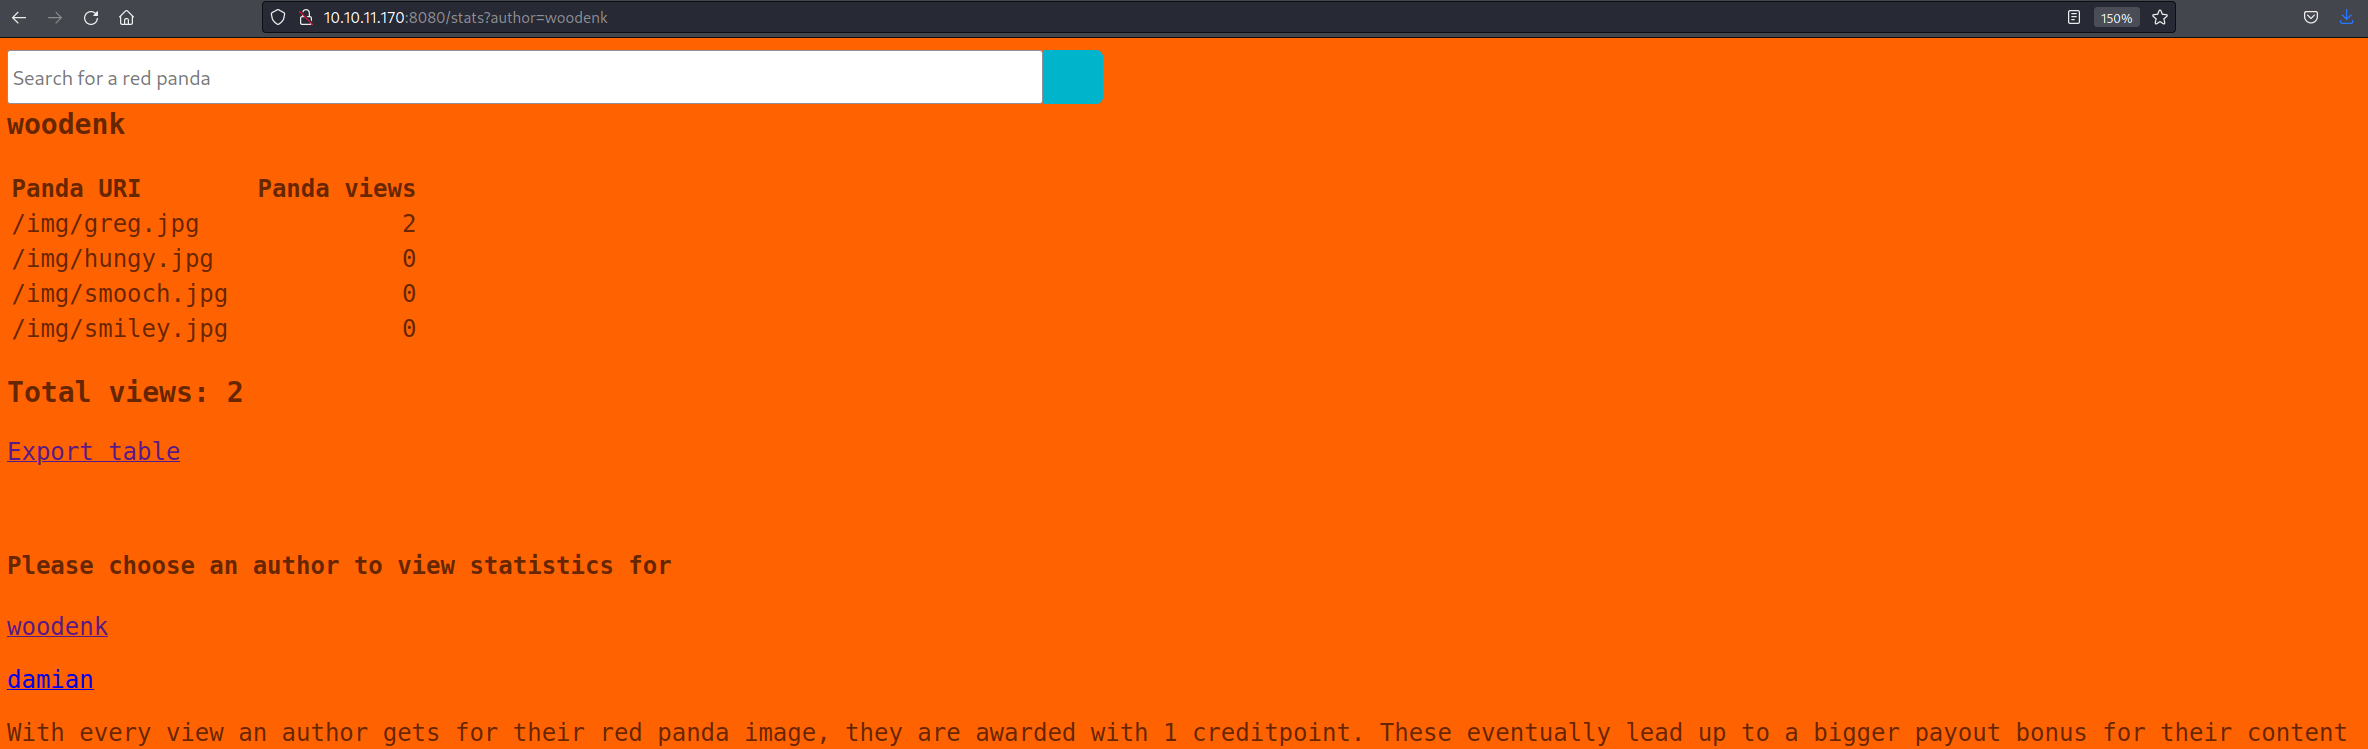 10.10.11.170:8080/stats?author=woodenk
150%
Search for a red panda
woodenk
Panda URI Panda views
/img/greg.jpg 2
/img/hungy.jpg 0
/img/smooch.jpg 0
/img/smiley.jpg 0
Total views: 2
Export table
Please choose an author to view statistics for
woodenk
damian
With every view an author gets for their red panda image, they are awarded with 1 creditpoint. These eventually lead up to a bigger payout bonus for their content